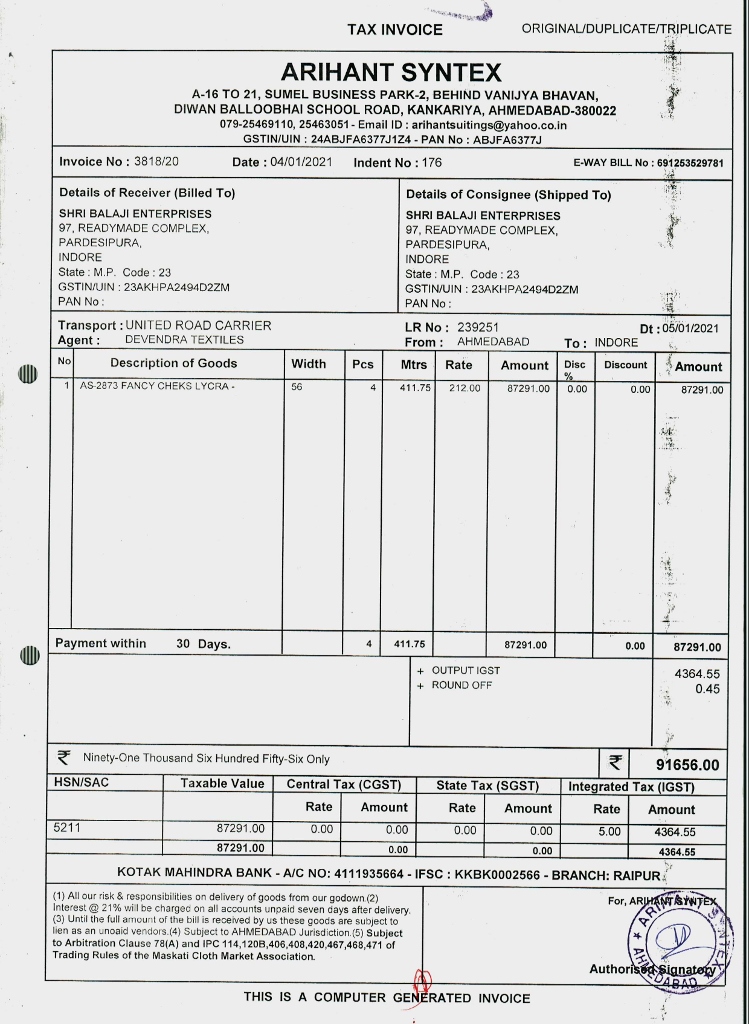 TAX INVOICE
ORIGINAL/DUPLICATE/TRIPLICATE
ARIHANT SYNTEX
A-16 TO 21, SUMEL BUSINESS PARK-2, BEHIND VANIJYA BHAVAN,
DIWAN BALLOOBHAI SCHOOL ROAD, KANKARIYA, AHMEDABAD-380022
079-25469110, 25463051 - Email ID : arihantsuitings@yahoo.co.in
GSTIN/UIN : 24ABJFA6377J1Z4 - PAN No : ABJFA6377J
Invoice No : 3818/20 Date : 04/01/2021 Indent No : 176 E-WAY BILL No : 691253529781
Details of Receiver (Billed To)
SHRI BALAJI ENTERPRISES
97, READYMADE COMPLEX,
PARDESIPURA,
INDORE
State : M.P. Code : 23
GSTIN/UIN : 23AKHPA2494D2ZM
PAN No :
Details of Consignee (Shipped To)
SHRI BALAJI ENTERPRISES
97, READYMADE COMPLEX,
PARDESIPURA,
INDORE
State : M.P. Code : 23
GSTIN/UIN : 23AKHPA2494D2ZM
PAN No :
Transport : UNITED ROAD CARRIER LR No : 239251 Dt : 05/01/2021
Agent : DEVENDRA TEXTILES From : AHMEDABAD To : INDORE
No Description of Goods Width Pcs Mtrs Rate Amount Disc % Discount Amount
1 AS-2873 FANCY CHEKS LYCRA - 56 4 411.75 212.00 87291.00 0.00 0.00 87291.00
Payment within 30 Days. 4 411.75 87291.00 0.00 87291.00
+ OUTPUT IGST 4364.55
+ ROUND OFF 0.45
₹ Ninety-One Thousand Six Hundred Fifty-Six Only ₹ 91656.00
HSN/SAC Taxable Value Central Tax (CGST) State Tax (SGST) Integrated Tax (IGST)
Rate Amount Rate Amount Rate Amount
5211 87291.00 0.00 0.00 0.00 0.00 5.00 4364.55
87291.00 0.00 0.00 4364.55
KOTAK MAHINDRA BANK - A/C NO: 4111935664 - IFSC : KKBK0002566 - BRANCH: RAIPUR
(1) All our risk & responsibilities on delivery of goods from our godown.(2)
Interest @ 21% will be charged on all accounts unpaid seven days after delivery.
(3) Until the full amount of the bill is received by us these goods are subject to
lien as an unoaid vendors.(4) Subject to AHMEDABAD Jurisdiction.(5) Subject
to Arbitration Clause 78(A) and IPC 114,120B,406,408,420,467,468,471 of
Trading Rules of the Maskati Cloth Market Association.
For, ARIHANT SYNTEX
ARIHANT SYNTEX
AHMEDABAD
Authorised Signatory
THIS IS A COMPUTER GENERATED INVOICE